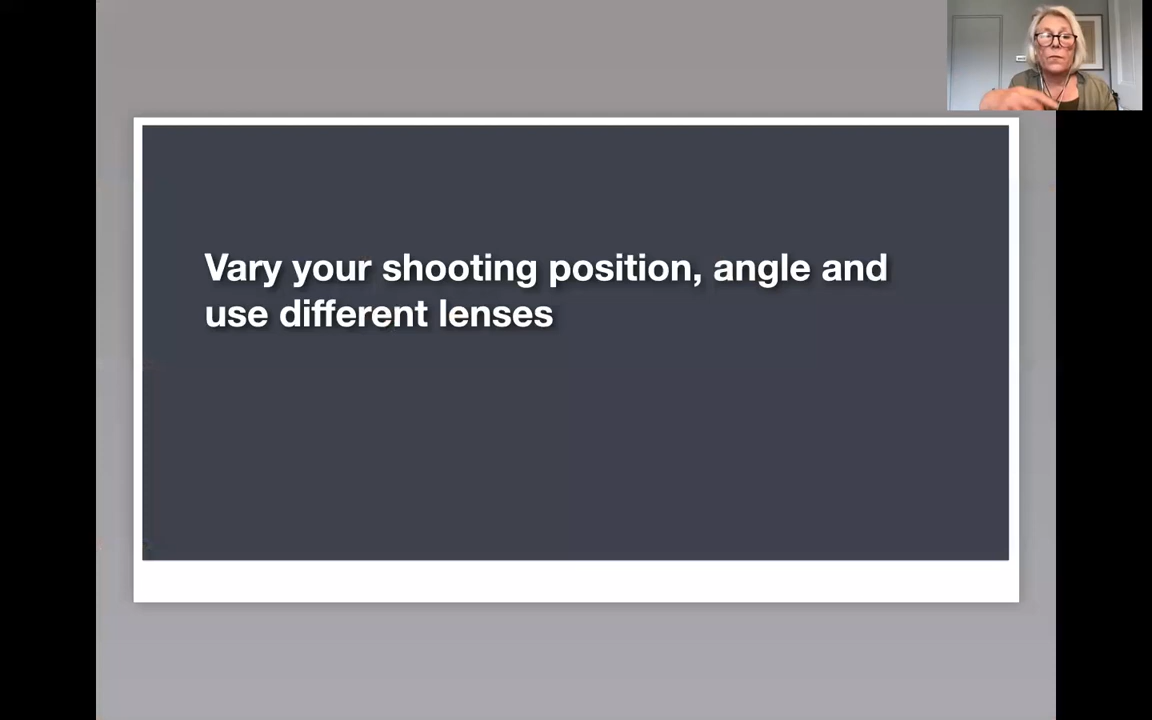 Vary your shooting position, angle and
use different lenses